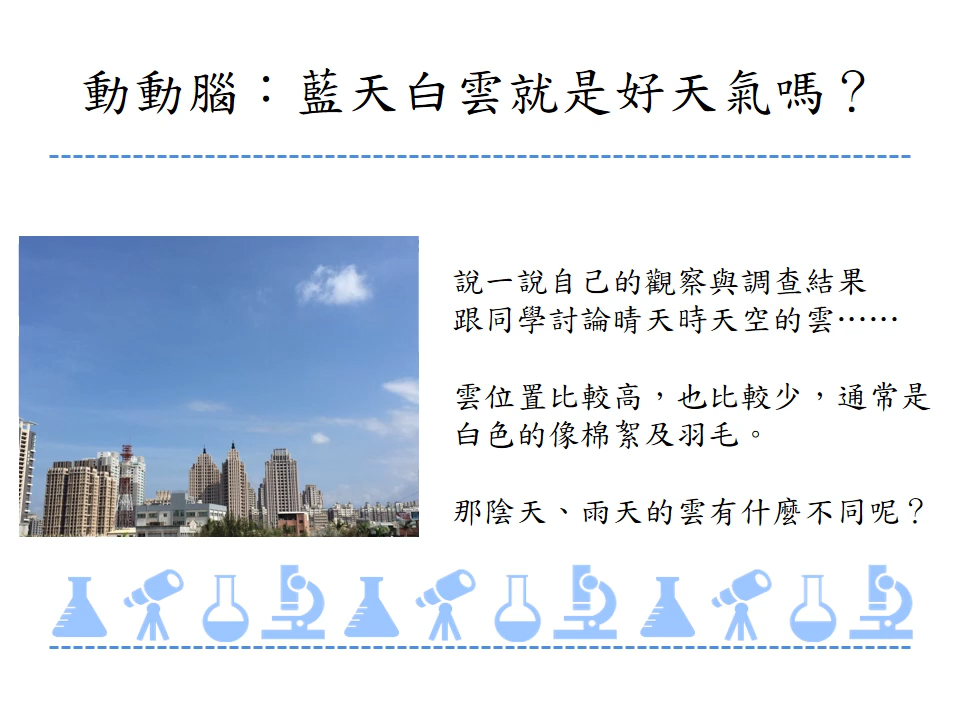 動動腦：藍天白雲就是好天氣嗎？
說一說自己的觀察與調查結果
跟同學討論晴天時天空的雲……
雲位置比較高，也比較少，通常是
白色的像棉絮及羽毛。
那陰天、雨天的雲有什麼不同呢？